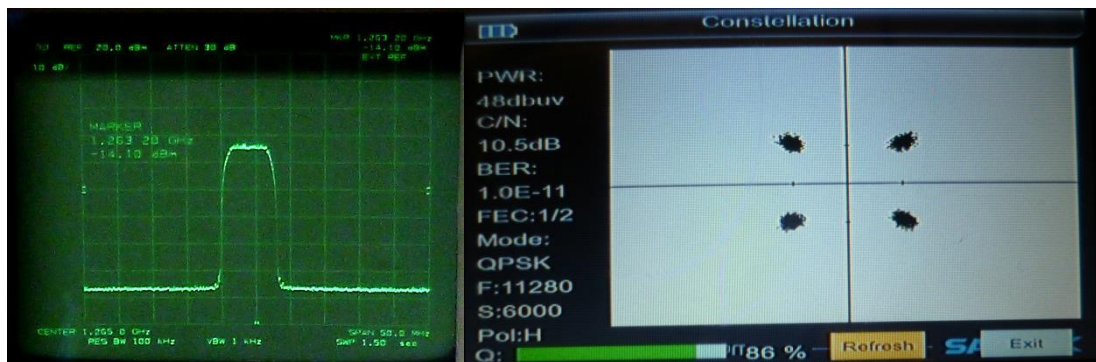 REF 20.0 dBm ATTEN 30 dB
MKR 1.263 20 GHz
-14.10 dBm
EXT REF
10 dB/
MARKER
1.263 20 GHz
-14.10 dBm
CENTER 1.265 0 GHz
SPAN 50.0 MHz
RES BW 100 kHz
VBW 1 kHz
SWP 1.50 sec
Constellation
PWR:
48dbuv
C/N:
10.5dB
BER:
1.0E-11
FEC:1/2
Mode:
QPSK
F:11280
S:6000
Pol:H
Q:
86 %
Refresh
Exit